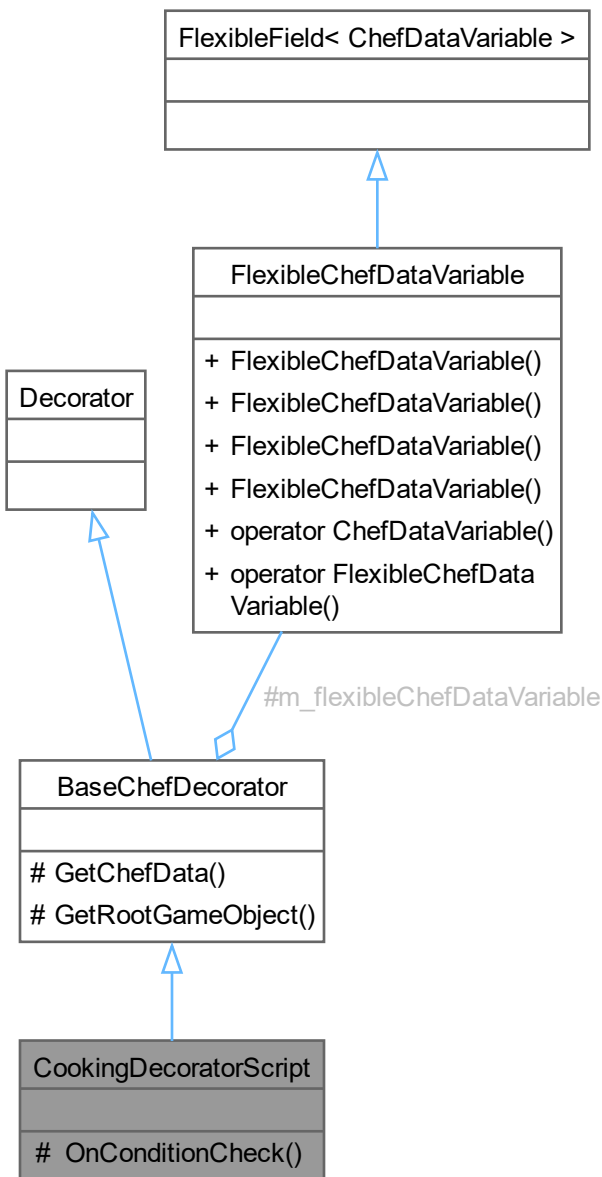 FlexibleField< ChefDataVariable >
FlexibleChefDataVariable
+ FlexibleChefDataVariable()
+ FlexibleChefDataVariable()
+ FlexibleChefDataVariable()
+ FlexibleChefDataVariable()
+ operator ChefDataVariable()
+ operator FlexibleChefData
Variable()
Decorator
#m_flexibleChefDataVariable
BaseChefDecorator
# GetChefData()
# GetRootGameObject()
CookingDecoratorScript
# OnConditionCheck()